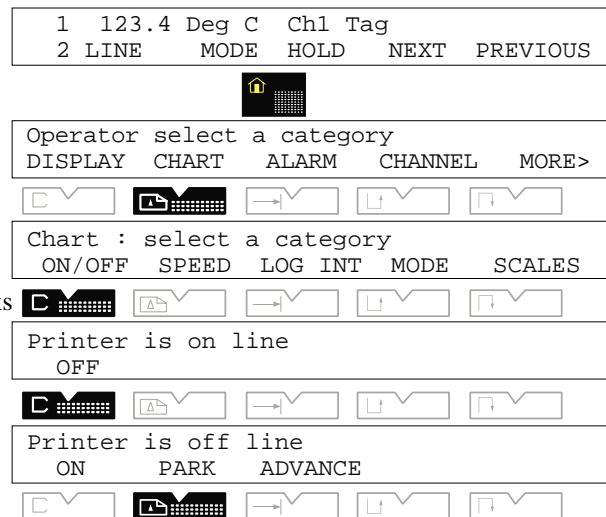 1 123.4 Deg C Ch1 Tag
2 LINE MODE HOLD NEXT PREVIOUS
Operator select a category
DISPLAY CHART ALARM CHANNEL MORE>
Chart : select a category
ON/OFF SPEED LOG INT MODE SCALES
Printer is on line
OFF
Printer is off line
ON PARK ADVANCE